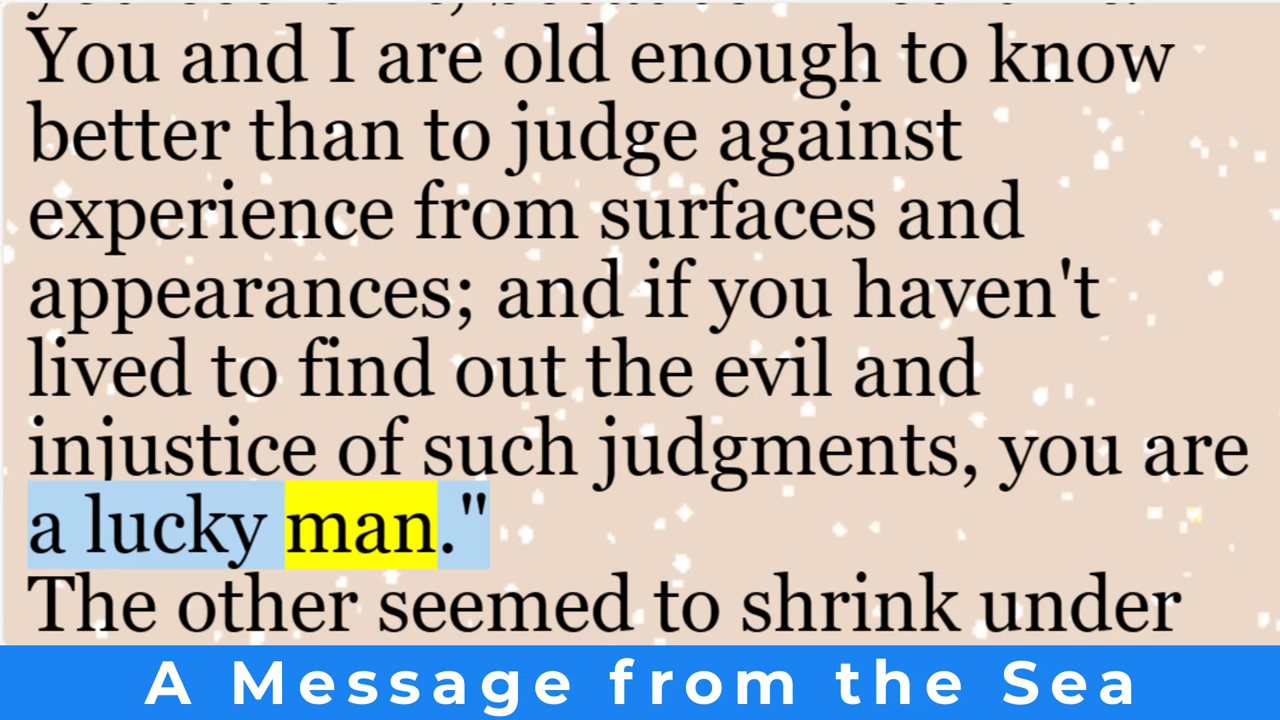 You and I are old enough to know
better than to judge against
experience from surfaces and
appearances; and if you haven't
lived to find out the evil and
injustice of such judgments, you are
a lucky man."
The other seemed to shrink under
A Message from the Sea